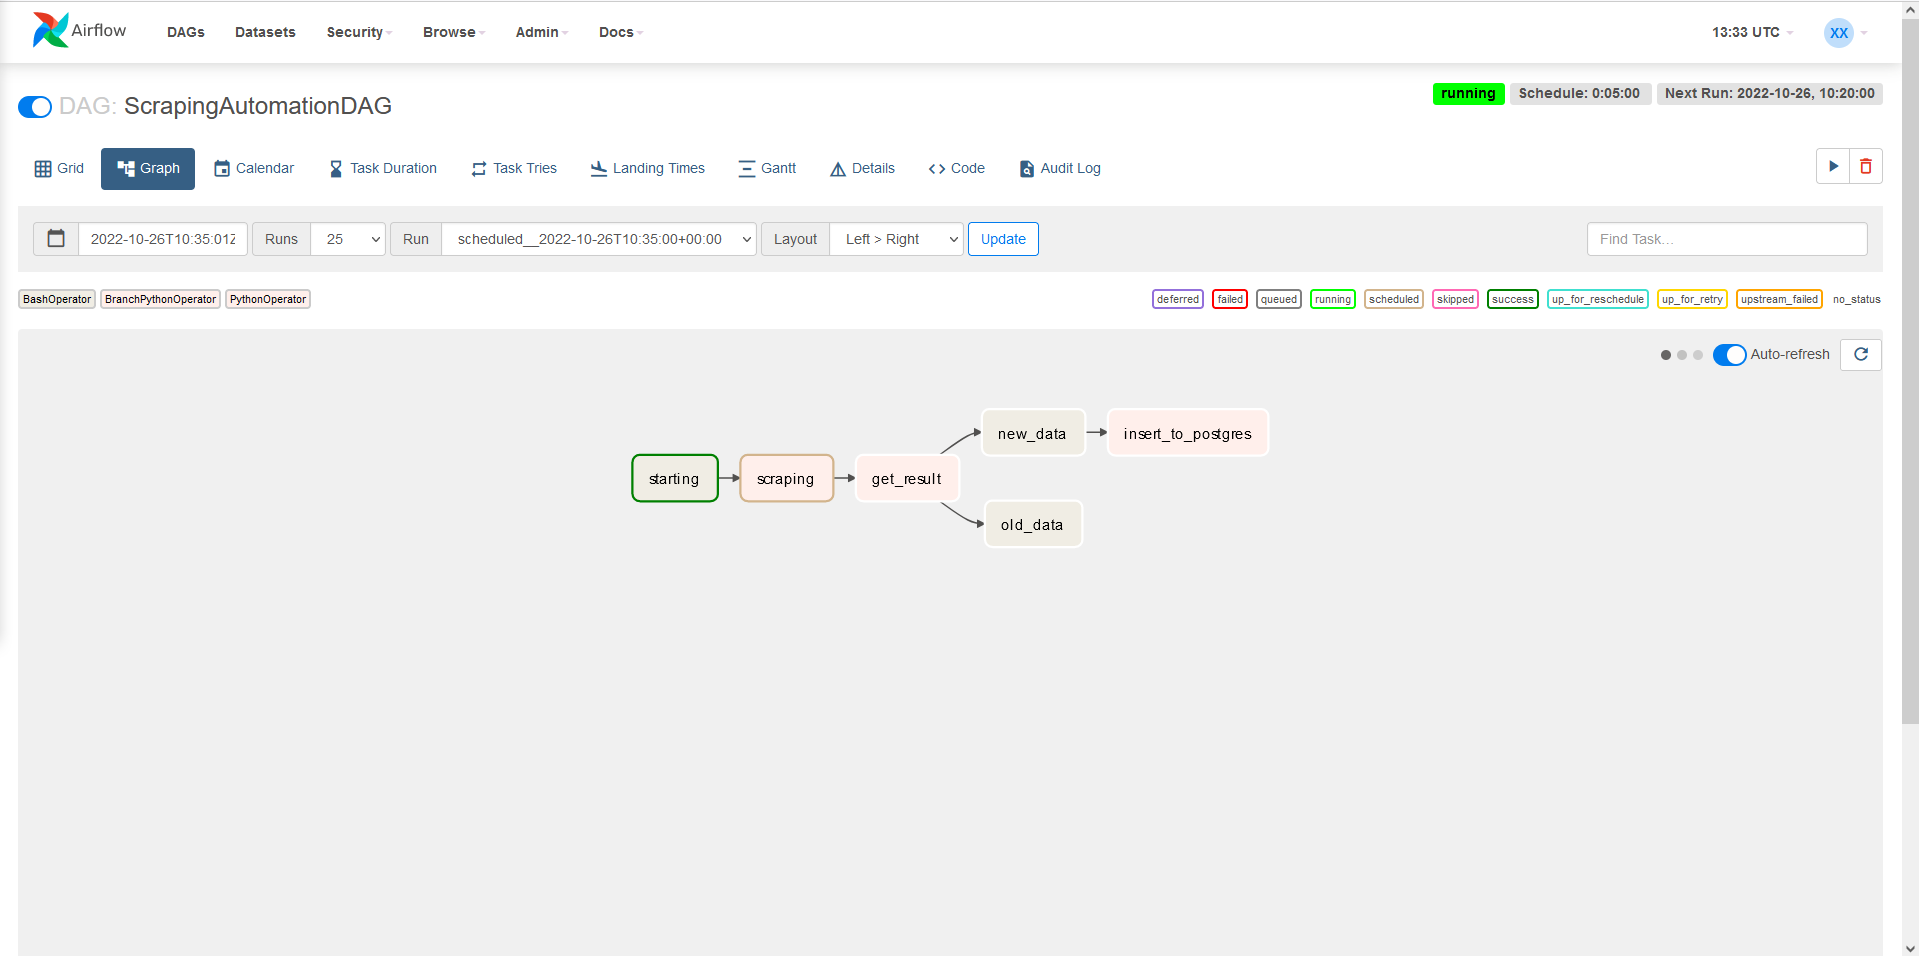 Airflow DAGs Datasets Security Browse Admin Docs 13:33 UTC XX
DAG: ScrapingAutomationDAG running Schedule: 0:05:00 Next Run: 2022-10-26, 10:20:00
Grid Graph Calendar Task Duration Task Tries Landing Times Gantt Details Code Audit Log
2022-10-26T10:35:01Z Runs 25 Run scheduled__2022-10-26T10:35:00+00:00 Layout Left > Right Update Find Task...
BashOperator BranchPythonOperator PythonOperator deferred failed queued running scheduled skipped success up_for_reschedule up_for_retry upstream_failed no_status
Auto-refresh
new_data insert_to_postgres
starting scraping get_result
old_data